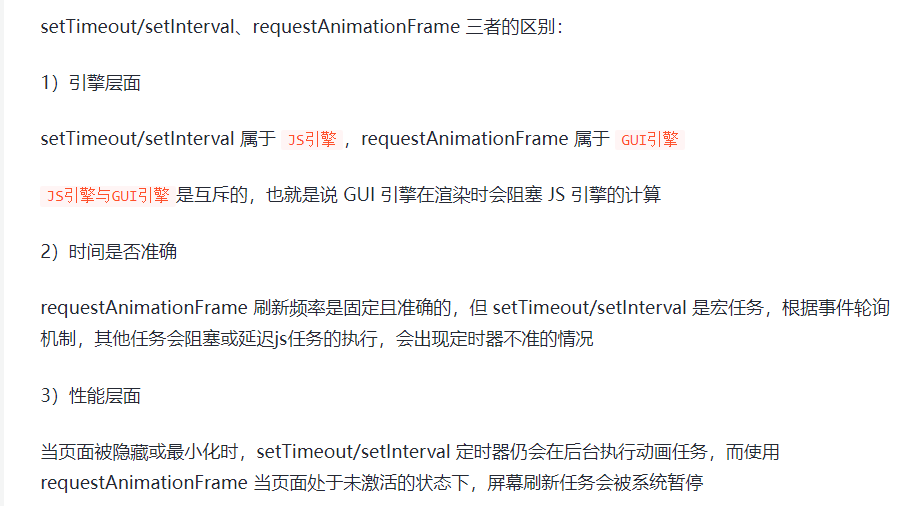 setTimeout/setInterval、requestAnimationFrame 三者的区别：
1）引擎层面
setTimeout/setInterval 属于 JS引擎 ，requestAnimationFrame 属于 GUI引擎
JS引擎与GUI引擎 是互斥的，也就是说 GUI 引擎在渲染时会阻塞 JS 引擎的计算
2）时间是否准确
requestAnimationFrame 刷新频率是固定且准确的，但 setTimeout/setInterval 是宏任务，根据事件轮询
机制，其他任务会阻塞或延迟js任务的执行，会出现定时器不准的情况
3）性能层面
当页面被隐藏或最小化时，setTimeout/setInterval 定时器仍会在后台执行动画任务，而使用
requestAnimationFrame 当页面处于未激活的状态下，屏幕刷新任务会被系统暂停